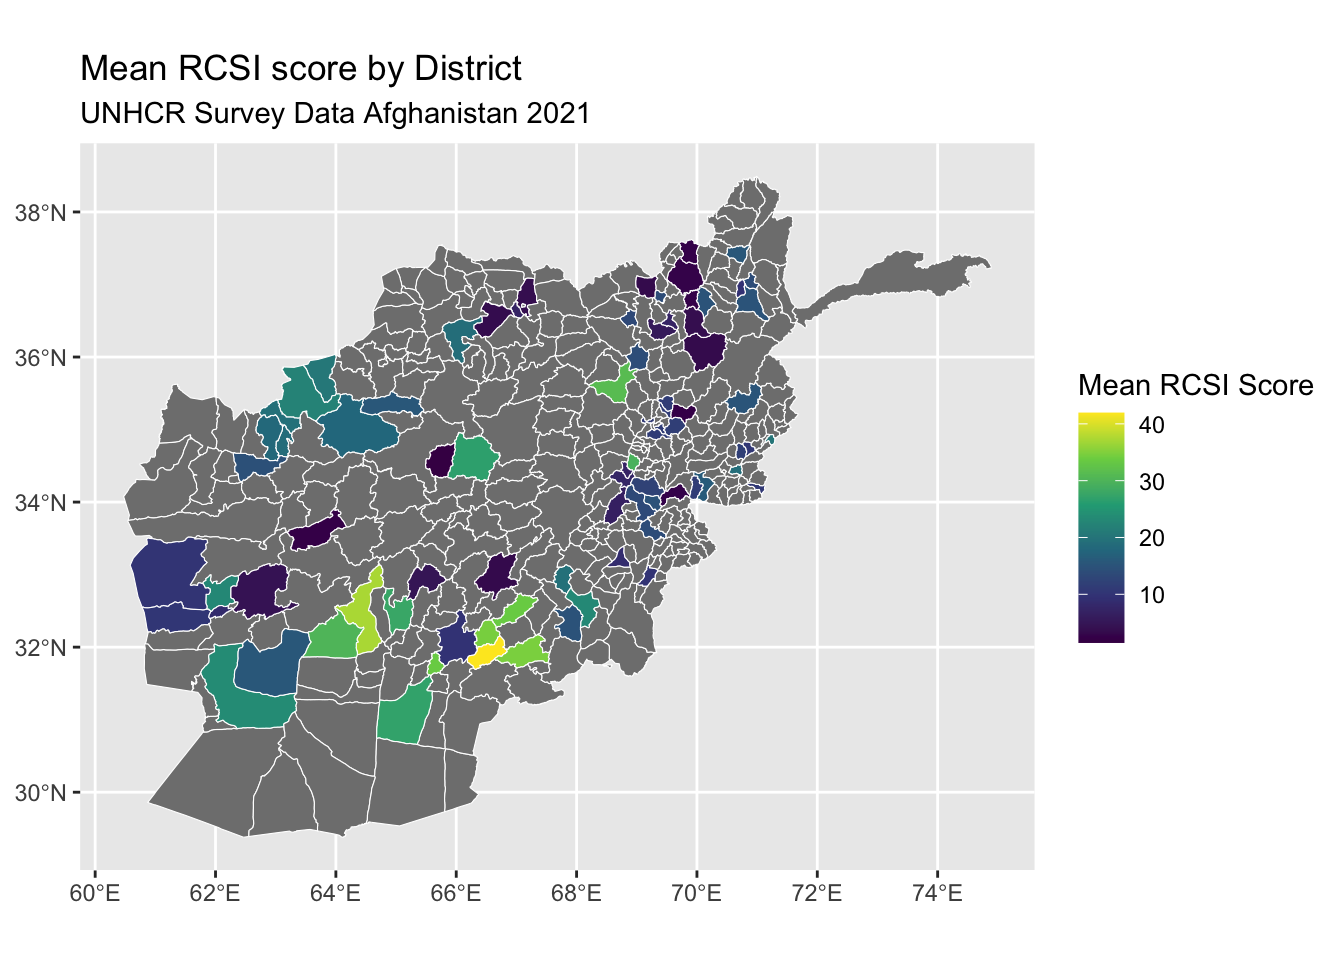 Mean RCSI score by District
UNHCR Survey Data Afghanistan 2021
38°N
36°N
34°N
32°N
30°N
60°E
62°E
64°E
66°E
68°E
70°E
72°E
74°E
Mean RCSI Score
40
30
20
10